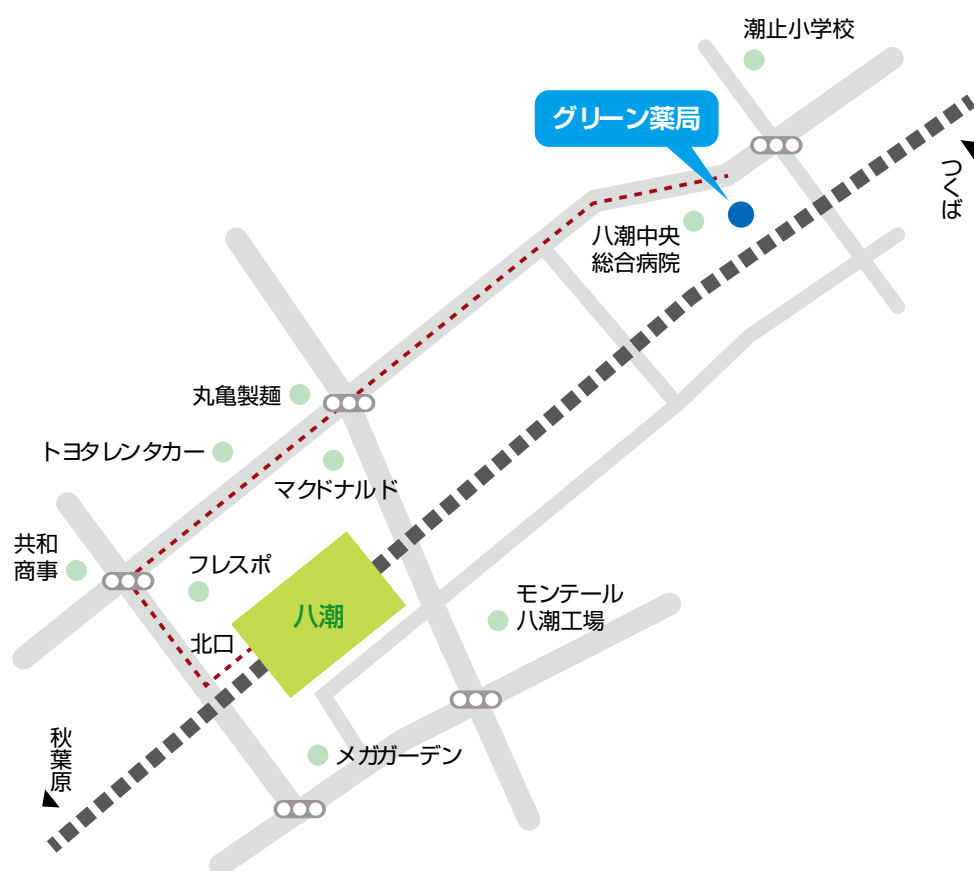 潮止小学校
グリーン薬局
つくば
八潮中央
総合病院
丸亀製麺
トヨタレンタカー
マクドナルド
共和
商事
フレスポ
八潮
モンテール
八潮工場
北口
秋葉原
メガガーデン